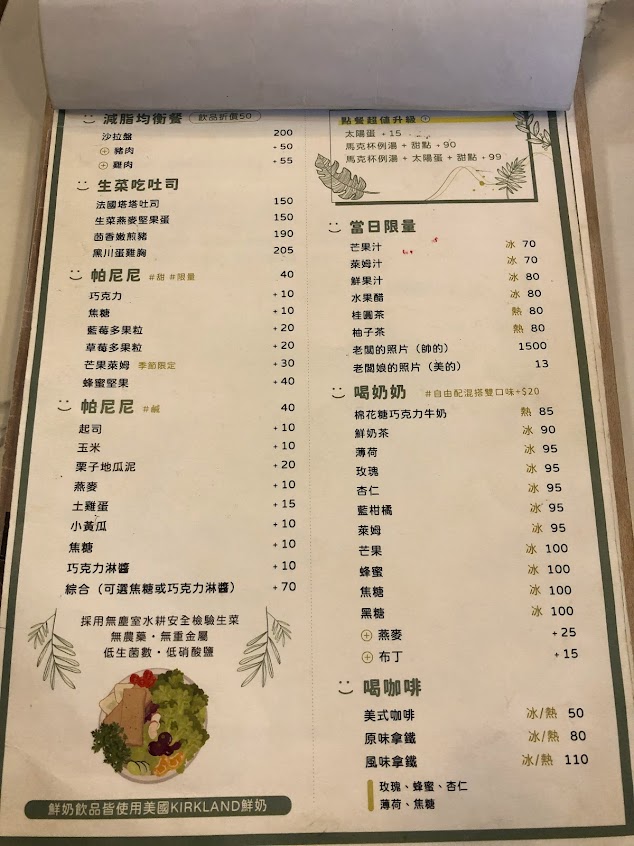 減脂均衡餐 飲品折價50
沙拉盤 200
+ 豬肉 +50
+ 雞肉 +55
生菜吃吐司
法國塔塔吐司 150
生菜燕麥堅果蛋 150
茴香嫩煎豬 190
黑川蛋雞胸 205
帕尼尼 #甜 #限量 40
巧克力 +10
焦糖 +10
藍莓多果粒 +20
草莓多果粒 +20
芒果萊姆 季節限定 +30
蜂蜜堅果 +40
帕尼尼 #鹹 40
起司 +10
玉米 +10
栗子地瓜泥 +20
燕麥 +10
土雞蛋 +15
小黃瓜 +10
焦糖 +10
巧克力淋醬 +10
綜合（可選焦糖或巧克力淋醬） +70
採用無塵室水耕安全檢驗生菜
無農藥・無重金屬
低生菌數・低硝酸鹽
鮮奶飲品皆使用美國KIRKLAND鮮奶
點餐超值升級
太陽蛋 +15
馬克杯例湯 + 甜點 +90
馬克杯例湯 + 太陽蛋 + 甜點 +99
當日限量
芒果汁 冰 70
萊姆汁 冰 70
鮮果汁 冰 80
水果醋 冰 80
桂圓茶 熱 80
柚子茶 熱 80
老闆的照片（帥的） 1500
老闆娘的照片（美的） 13
喝奶奶 #自由配混搭雙口味+$20
棉花糖巧克力牛奶 熱 85
鮮奶茶 冰 90
薄荷 冰 95
玫瑰 冰 95
杏仁 冰 95
藍柑橘 冰 95
萊姆 冰 95
芒果 冰 100
蜂蜜 冰 100
焦糖 冰 100
黑糖 冰 100
+ 燕麥 +25
+ 布丁 +15
喝咖啡
美式咖啡 冰/熱 50
原味拿鐵 冰/熱 80
風味拿鐵 冰/熱 110
玫瑰、蜂蜜、杏仁
薄荷、焦糖